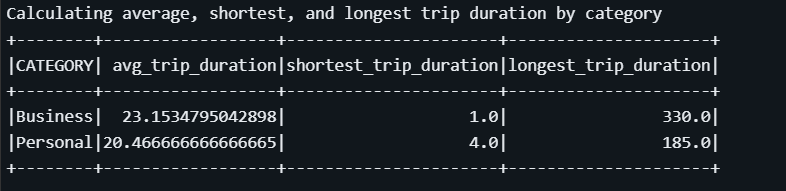 Calculating average, shortest, and longest trip duration by category
+--------+-----------------+----------------------+---------------------+
|CATEGORY| avg_trip_duration|shortest_trip_duration|longest_trip_duration|
+--------+-----------------+----------------------+---------------------+
|Business| 23.1534795042898| 1.0| 330.0|
|Personal|20.466666666666665| 4.0| 185.0|
+--------+-----------------+----------------------+---------------------+